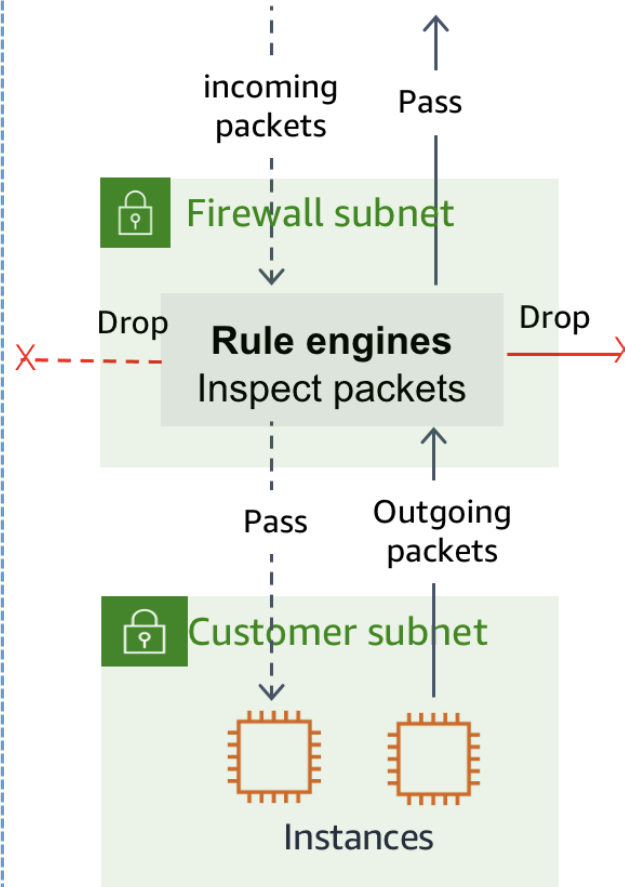 incoming
packets
Pass
Firewall subnet
Drop
Rule engines
Inspect packets
Drop
Pass
Outgoing
packets
Customer subnet
Instances